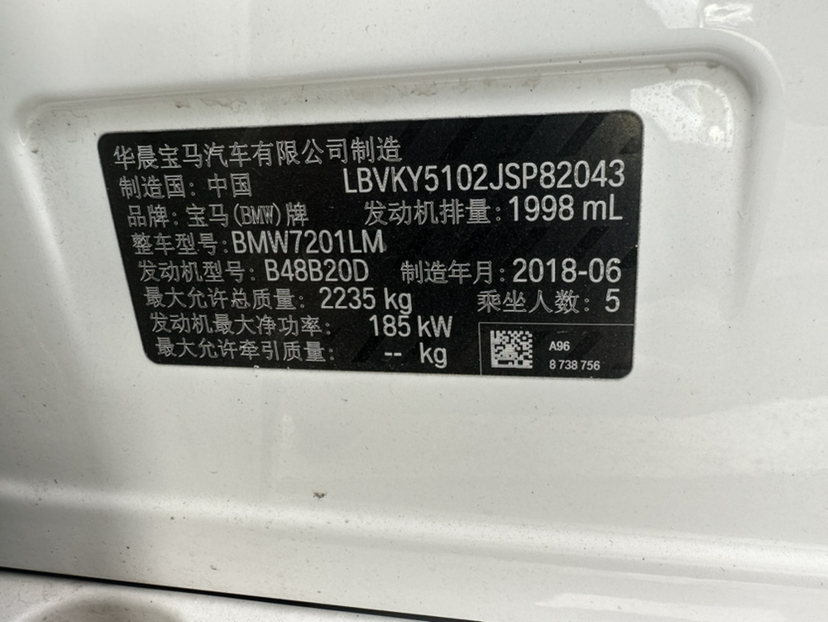 华晨宝马汽车有限公司制造
制造国: 中国 LBVKY5102JSP82043
品牌: 宝马(BMW)牌 发动机排量: 1998 mL
整车型号: BMW7201LM
发动机型号: B48B20D 制造年月: 2018-06
最大允许总质量: 2235 kg 乘坐人数: 5
发动机最大净功率: 185 kW
最大允许牵引质量: -- kg
A96
8 738 756